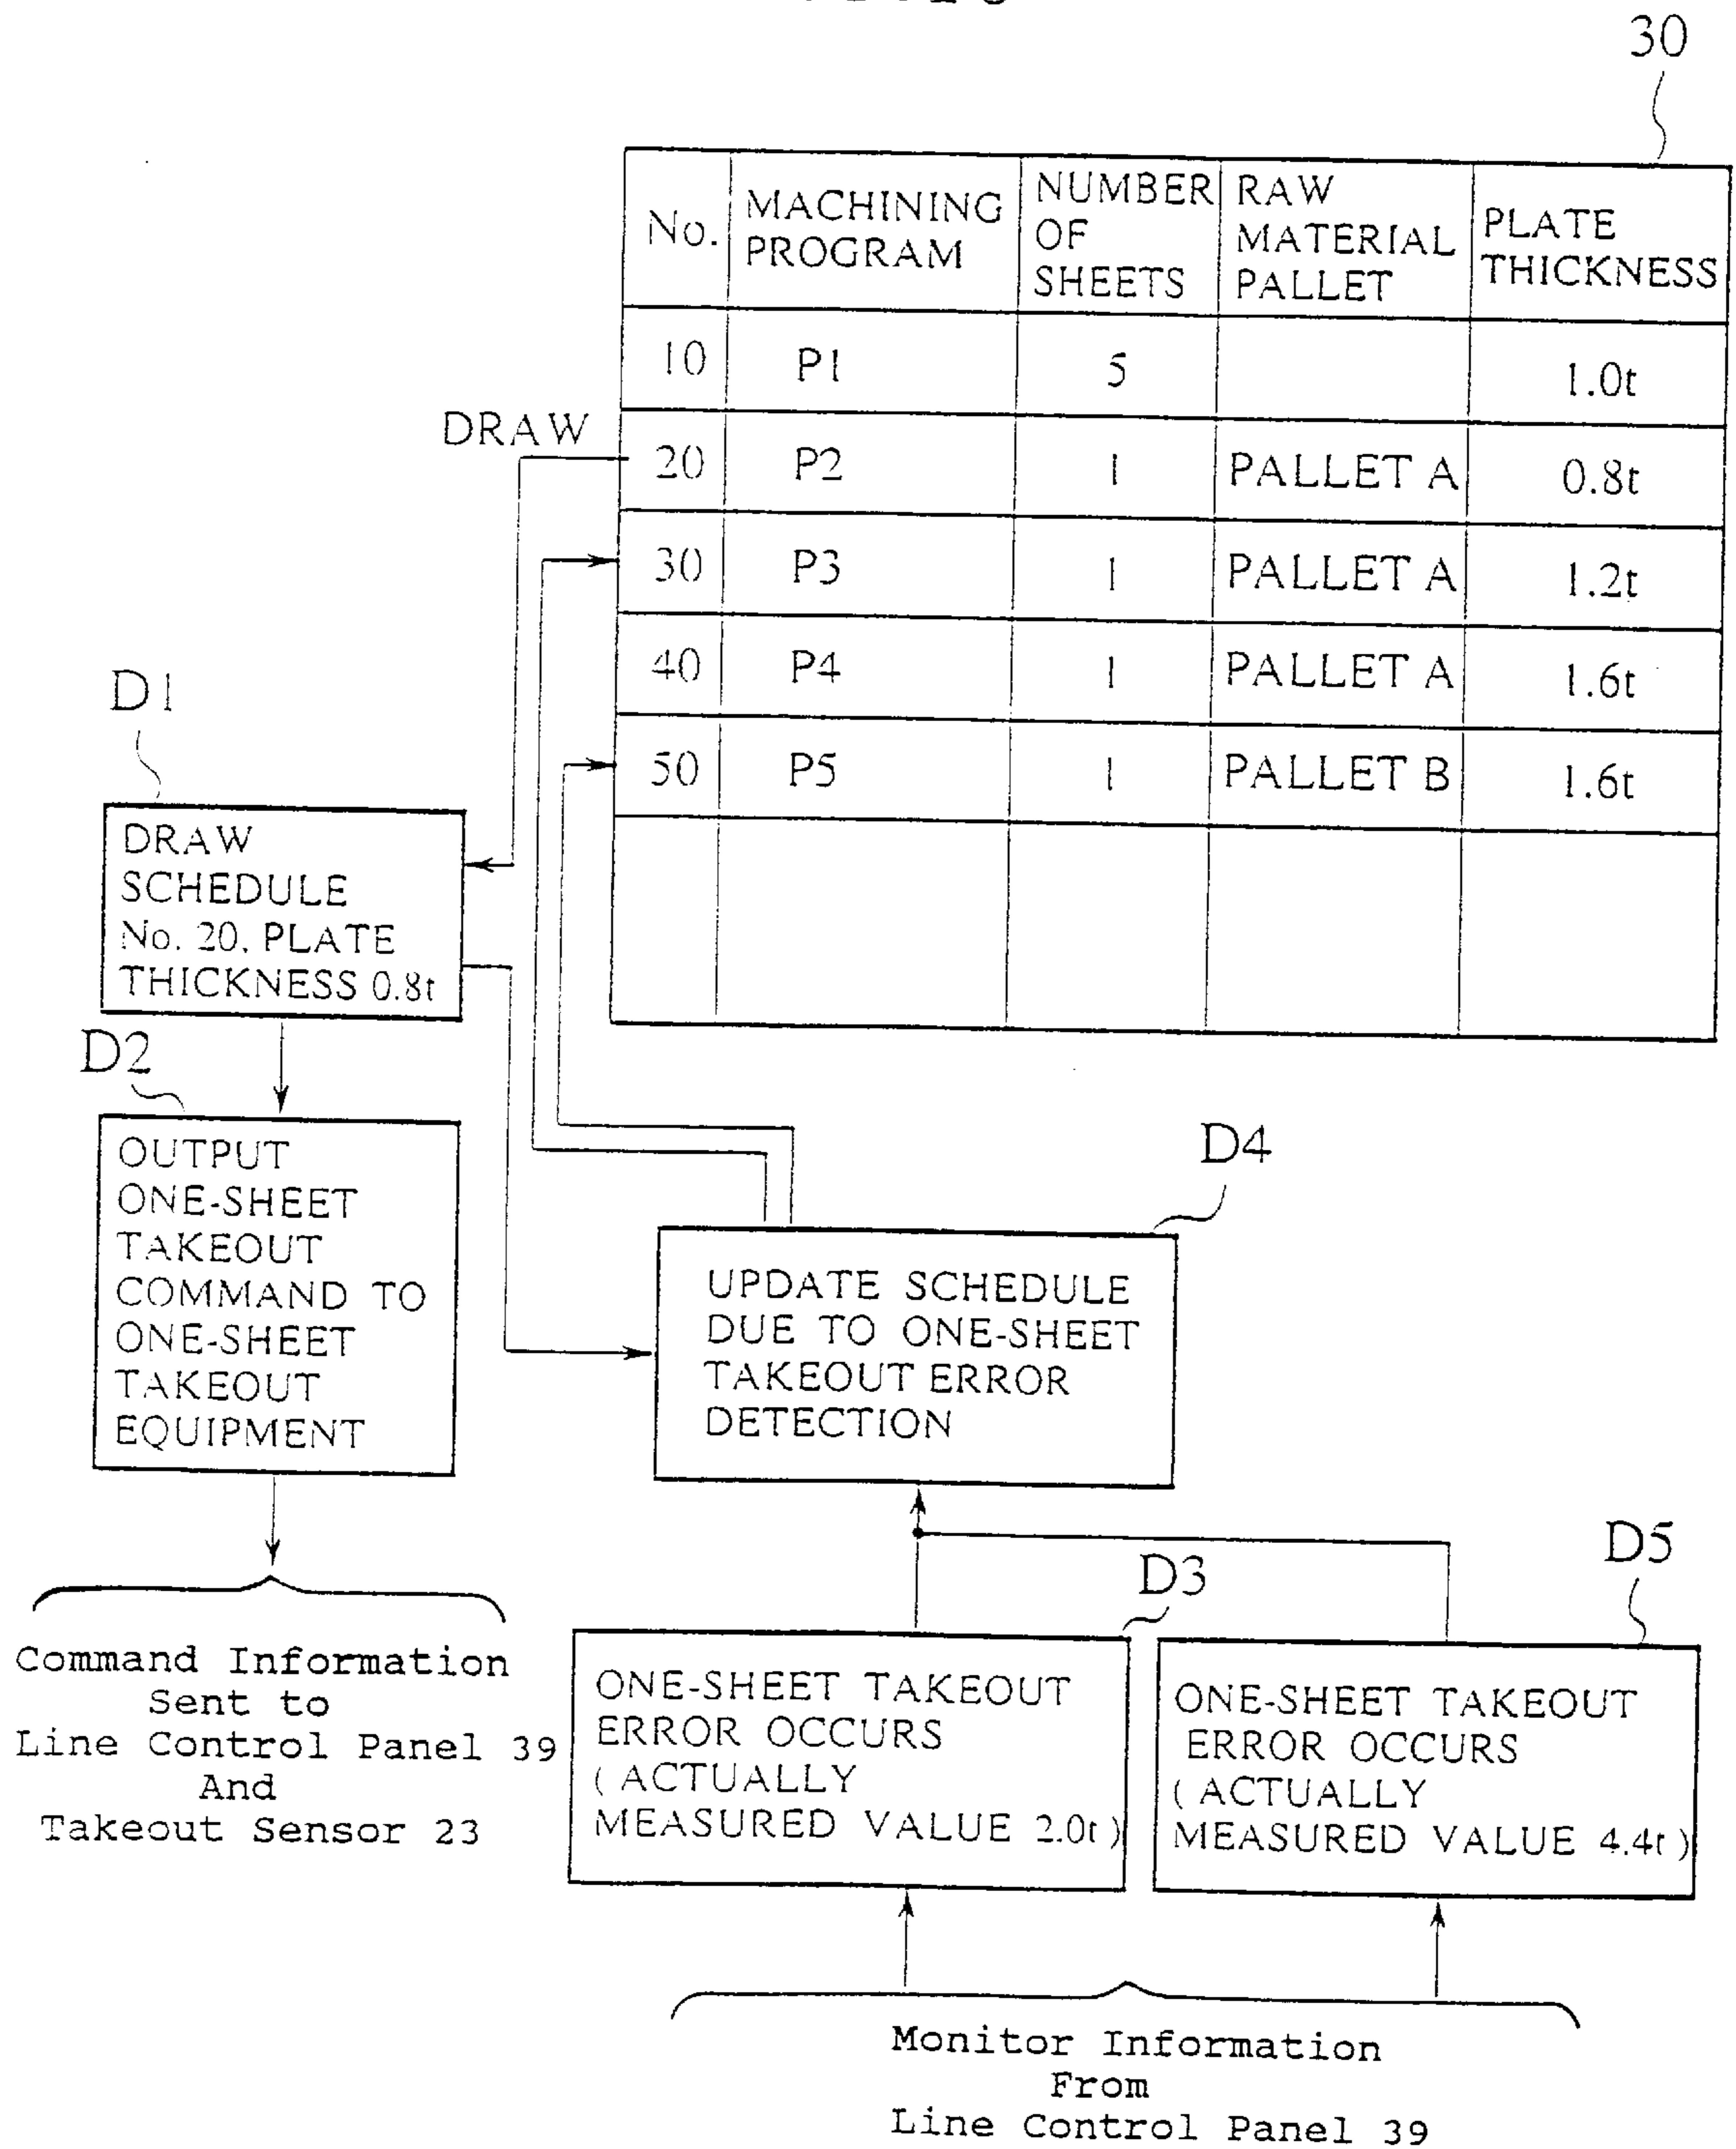 30
No.
MACHINING
PROGRAM
NUMBER
OF
SHEETS
RAW
MATERIAL
PALLET
PLATE
THICKNESS
10 P1 5 1.0t
20 P2 1 PALLET A 0.8t
30 P3 1 PALLET A 1.2t
40 P4 1 PALLET A 1.6t
50 P5 1 PALLET B 1.6t
DRAW
D1
DRAW
SCHEDULE
No. 20, PLATE
THICKNESS 0.8t
D2
OUTPUT
ONE-SHEET
TAKEOUT
COMMAND TO
ONE-SHEET
TAKEOUT
EQUIPMENT
Command Information
Sent to
Line Control Panel 39
And
Takeout Sensor 23
D4
UPDATE SCHEDULE
DUE TO ONE-SHEET
TAKEOUT ERROR
DETECTION
D3
ONE-SHEET TAKEOUT
ERROR OCCURS
( ACTUALLY
MEASURED VALUE 2.0t )
D5
ONE-SHEET TAKEOUT
ERROR OCCURS
( ACTUALLY
MEASURED VALUE 4.4t )
Monitor Information
From
Line Control Panel 39